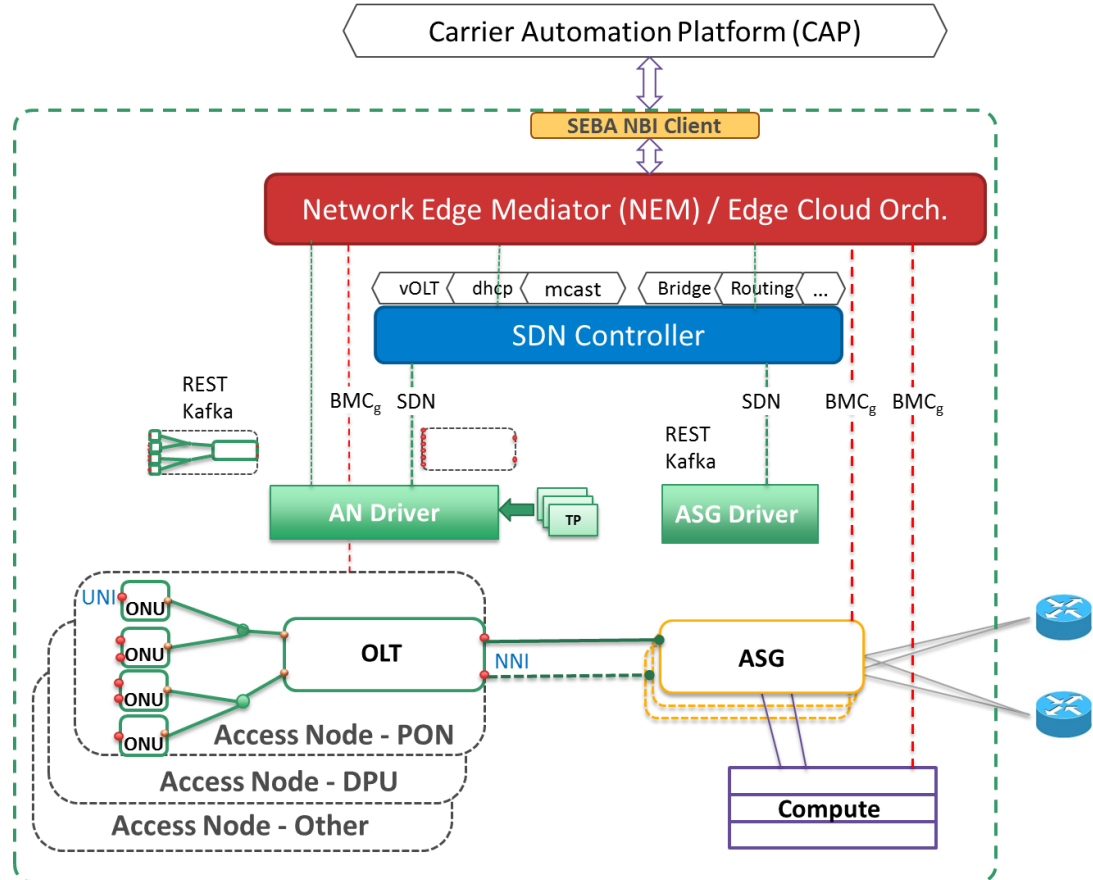 Carrier Automation Platform (CAP)
SEBA NBI Client
Network Edge Mediator (NEM) / Edge Cloud Orch.
vOLT
dhcp
mcast
Bridge
Routing
...
SDN Controller
REST
Kafka
BMCg
SDN
SDN
BMCg
BMCg
REST
Kafka
AN Driver
TP
ASG Driver
UNI
ONU
ONU
ONU
ONU
OLT
NNI
ASG
Access Node - PON
Access Node - DPU
Access Node - Other
Compute